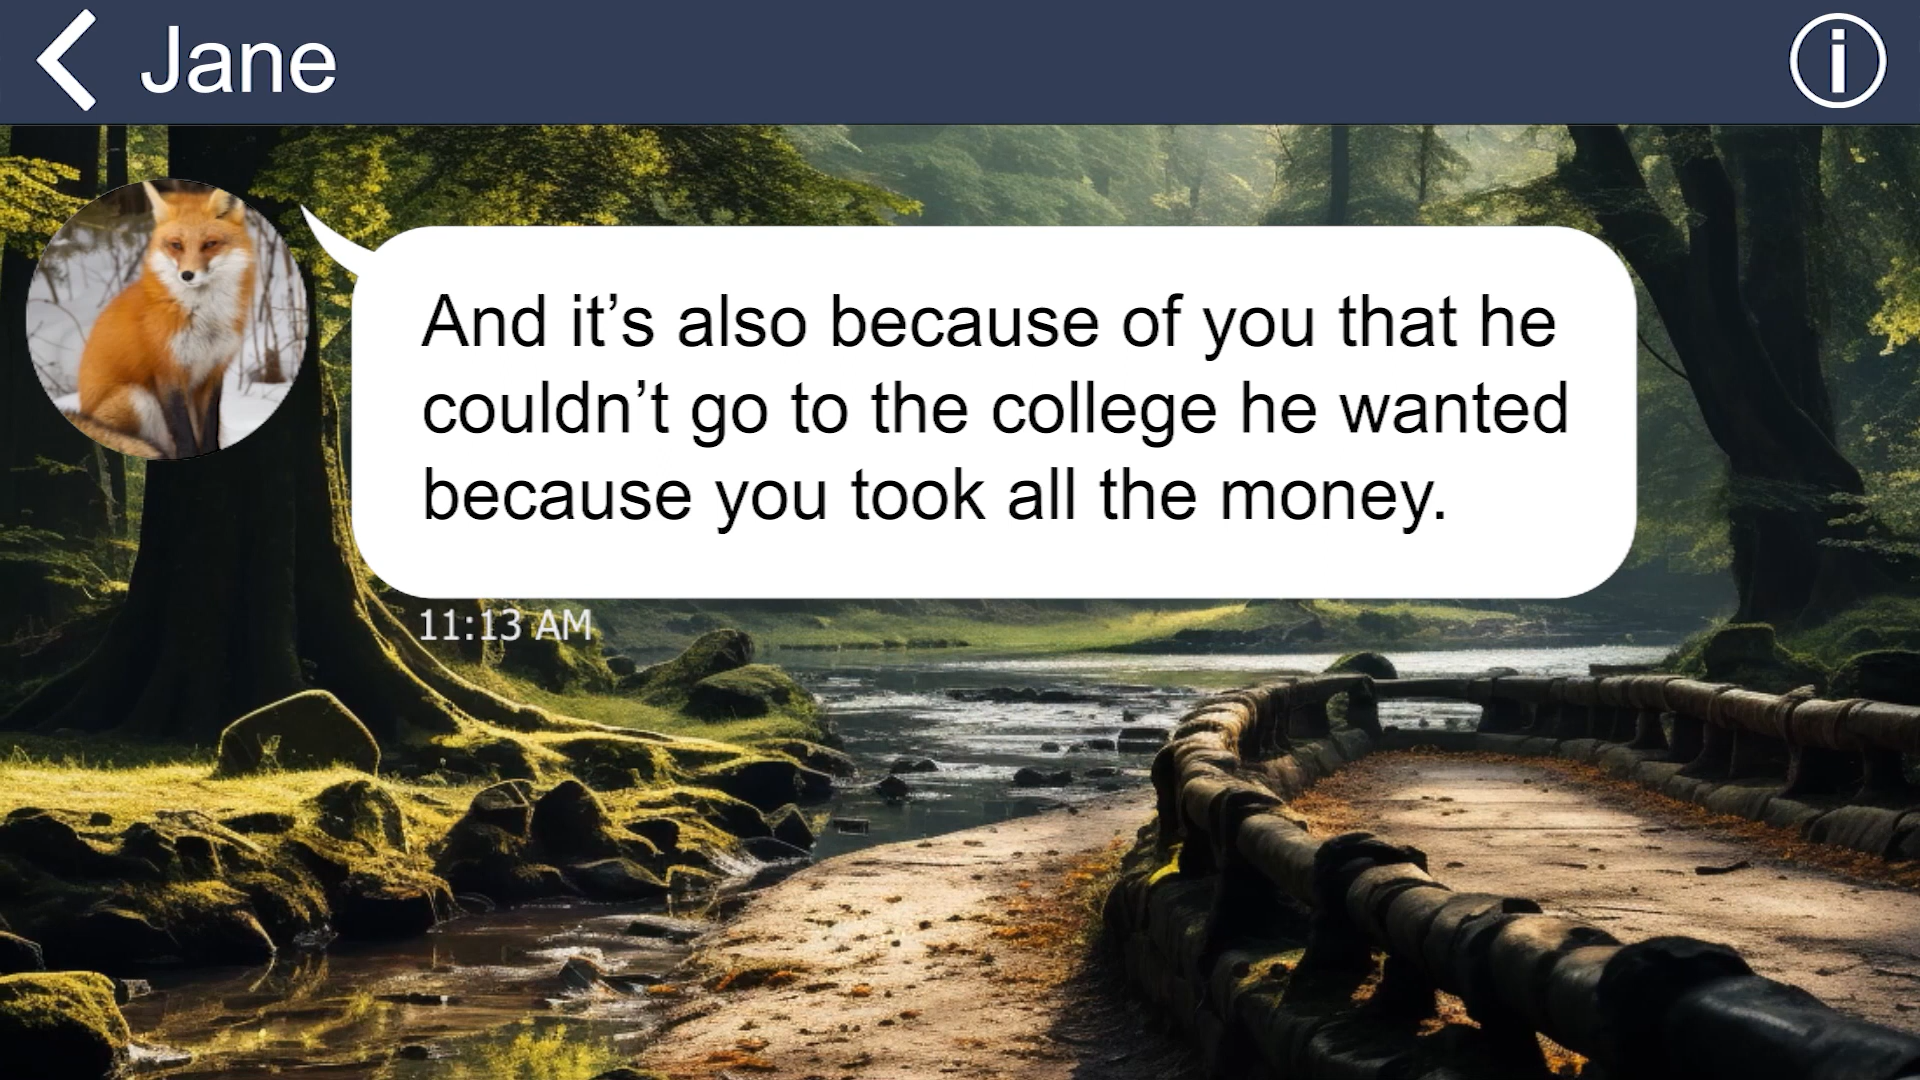 Jane
And it’s also because of you that he
couldn’t go to the college he wanted
because you took all the money.
11:13 AM